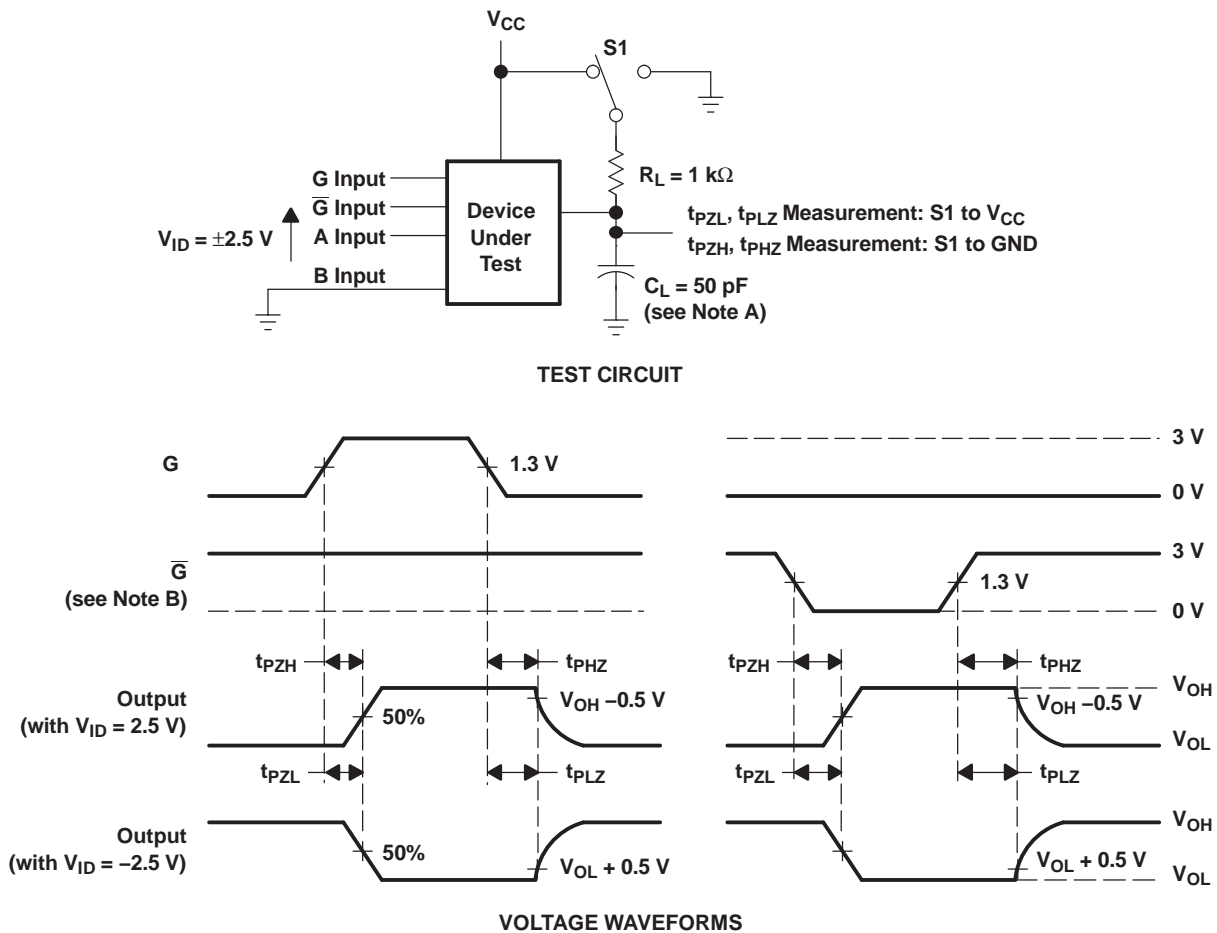 VCC
S1
RL = 1 kΩ
G Input
G̅ Input
A Input
B Input
VID = ±2.5 V
Device
Under
Test
tPZL, tPLZ Measurement: S1 to VCC
tPZH, tPHZ Measurement: S1 to GND
CL = 50 pF
(see Note A)
TEST CIRCUIT
G
1.3 V
3 V
0 V
G̅
(see Note B)
1.3 V
3 V
0 V
tPZH
tPHZ
tPZH
tPHZ
Output
(with VID = 2.5 V)
50%
VOH −0.5 V
VOH −0.5 V
VOH
VOL
tPZL
tPLZ
tPZL
tPLZ
Output
(with VID = −2.5 V)
50%
VOL + 0.5 V
VOL + 0.5 V
VOH
VOL
VOLTAGE WAVEFORMS